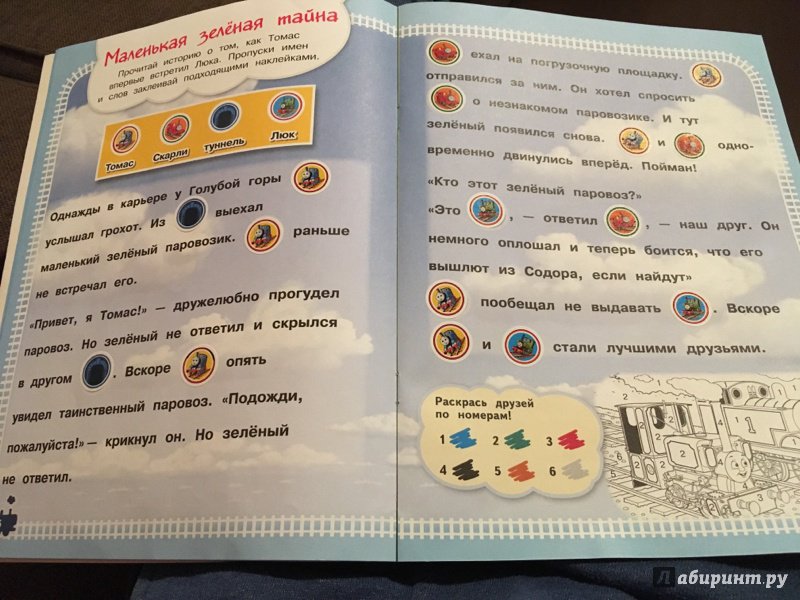 Маленькая зелёная тайна
Прочитай историю о том, как Томас
впервые встретил Люка. Пропуски имен
и слов заклеивай подходящими наклейками.
Томас Скарли туннель Люк
Однажды в карьере у Голубой горы
услышал грохот. Из выехал
маленький зелёный паровозик. раньше
не встречал его.
«Привет, я Томас!» — дружелюбно прогудел
паровоз. Но зелёный не ответил и скрылся
в другом . Вскоре опять
увидел таинственный паровоз. «Подожди,
пожалуйста!» — крикнул он. Но зелёный
не ответил.
ехал на погрузочную площадку.
отправился за ним. Он хотел спросить
о незнакомом паровозике. И тут
зелёный появился снова. и одно-
временно двинулись вперёд. Пойман!
«Кто этот зелёный паровоз?»
«Это , — ответил , — наш друг. Он
немного оплошал и теперь боится, что его
вышлют из Содора, если найдут»
пообещал не выдавать . Вскоре
и стали лучшими друзьями.
Раскрась друзей
по номерам!
1 2 3
4 5 6
1
Лабиринт.ру